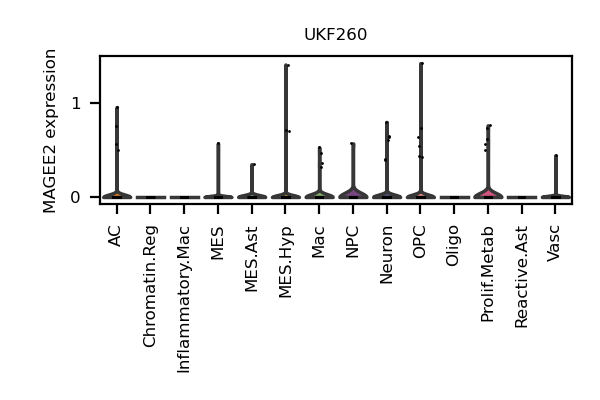 UKF260
MAGEE2 expression
1
0
AC
Chromatin.Reg
Inflammatory.Mac
MES
MES.Ast
MES.Hyp
Mac
NPC
Neuron
OPC
Oligo
Prolif.Metab
Reactive.Ast
Vasc